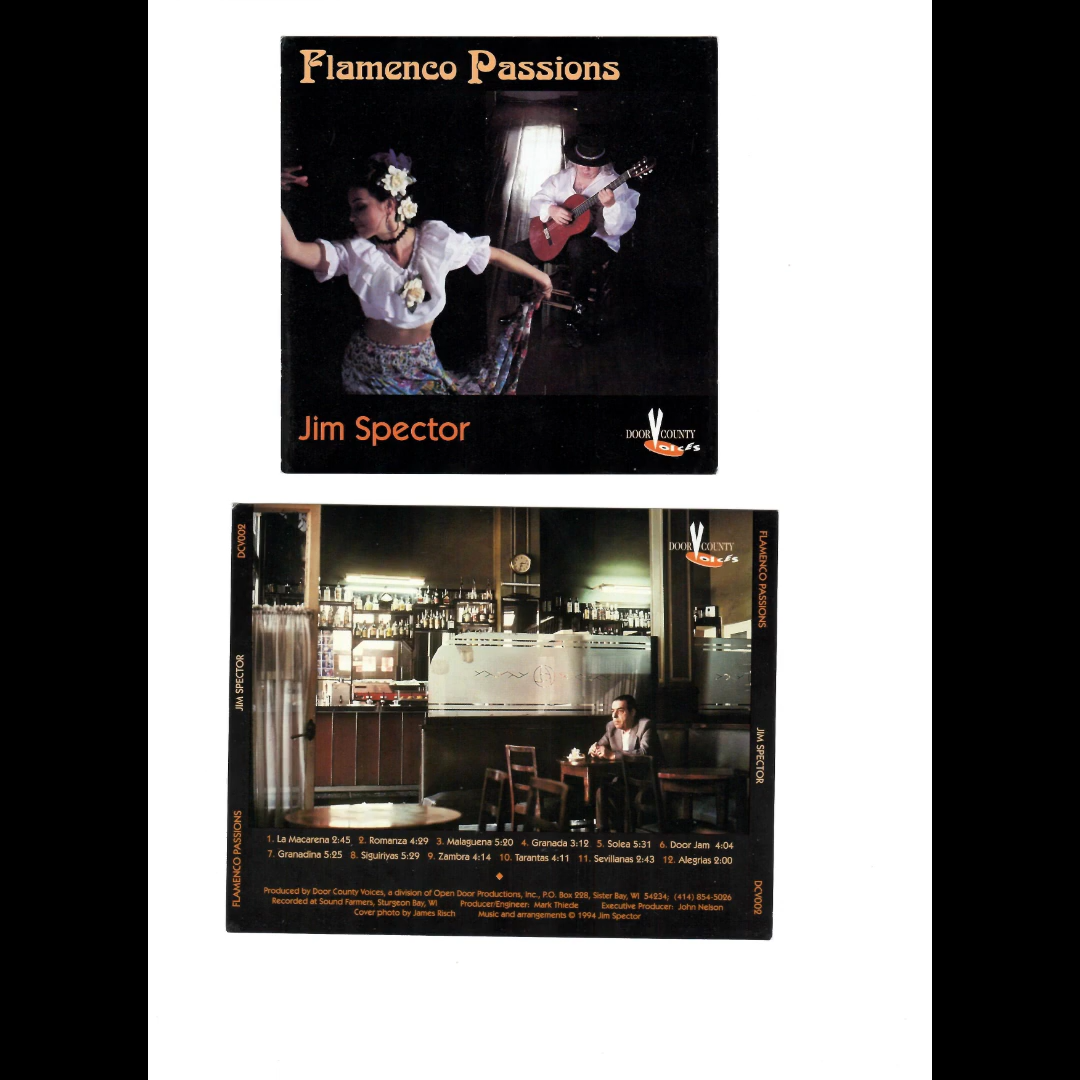 Flamenco Passions
Jim Spector
DOOR COUNTY
VOICES
DCV002
JIM SPECTOR
FLAMENCO PASSIONS
DOOR COUNTY
VOICES
FLAMENCO PASSIONS
JIM SPECTOR
DCV002
1. La Macarena 2:45 2. Romanza 4:29 3. Malaguena 5:20 4. Granada 3:12 5. Solea 5:31 6. Door Jam 4:04
7. Granadina 5:25 8. Siguiriyas 5:29 9. Zambra 4:14 10. Tarantas 4:11 11. Sevillanas 2:43 12. Alegrias 2:00
Produced by Door County Voices, a division of Open Door Productions, Inc., P.O. Box 228, Sister Bay, WI 54234; (414) 854-5026
Recorded at Sound Farmers, Sturgeon Bay, WI Producer/Engineer: Mark Thiede Executive Producer: John Nelson
Cover photo by James Risch Music and arrangements © 1994 Jim Spector